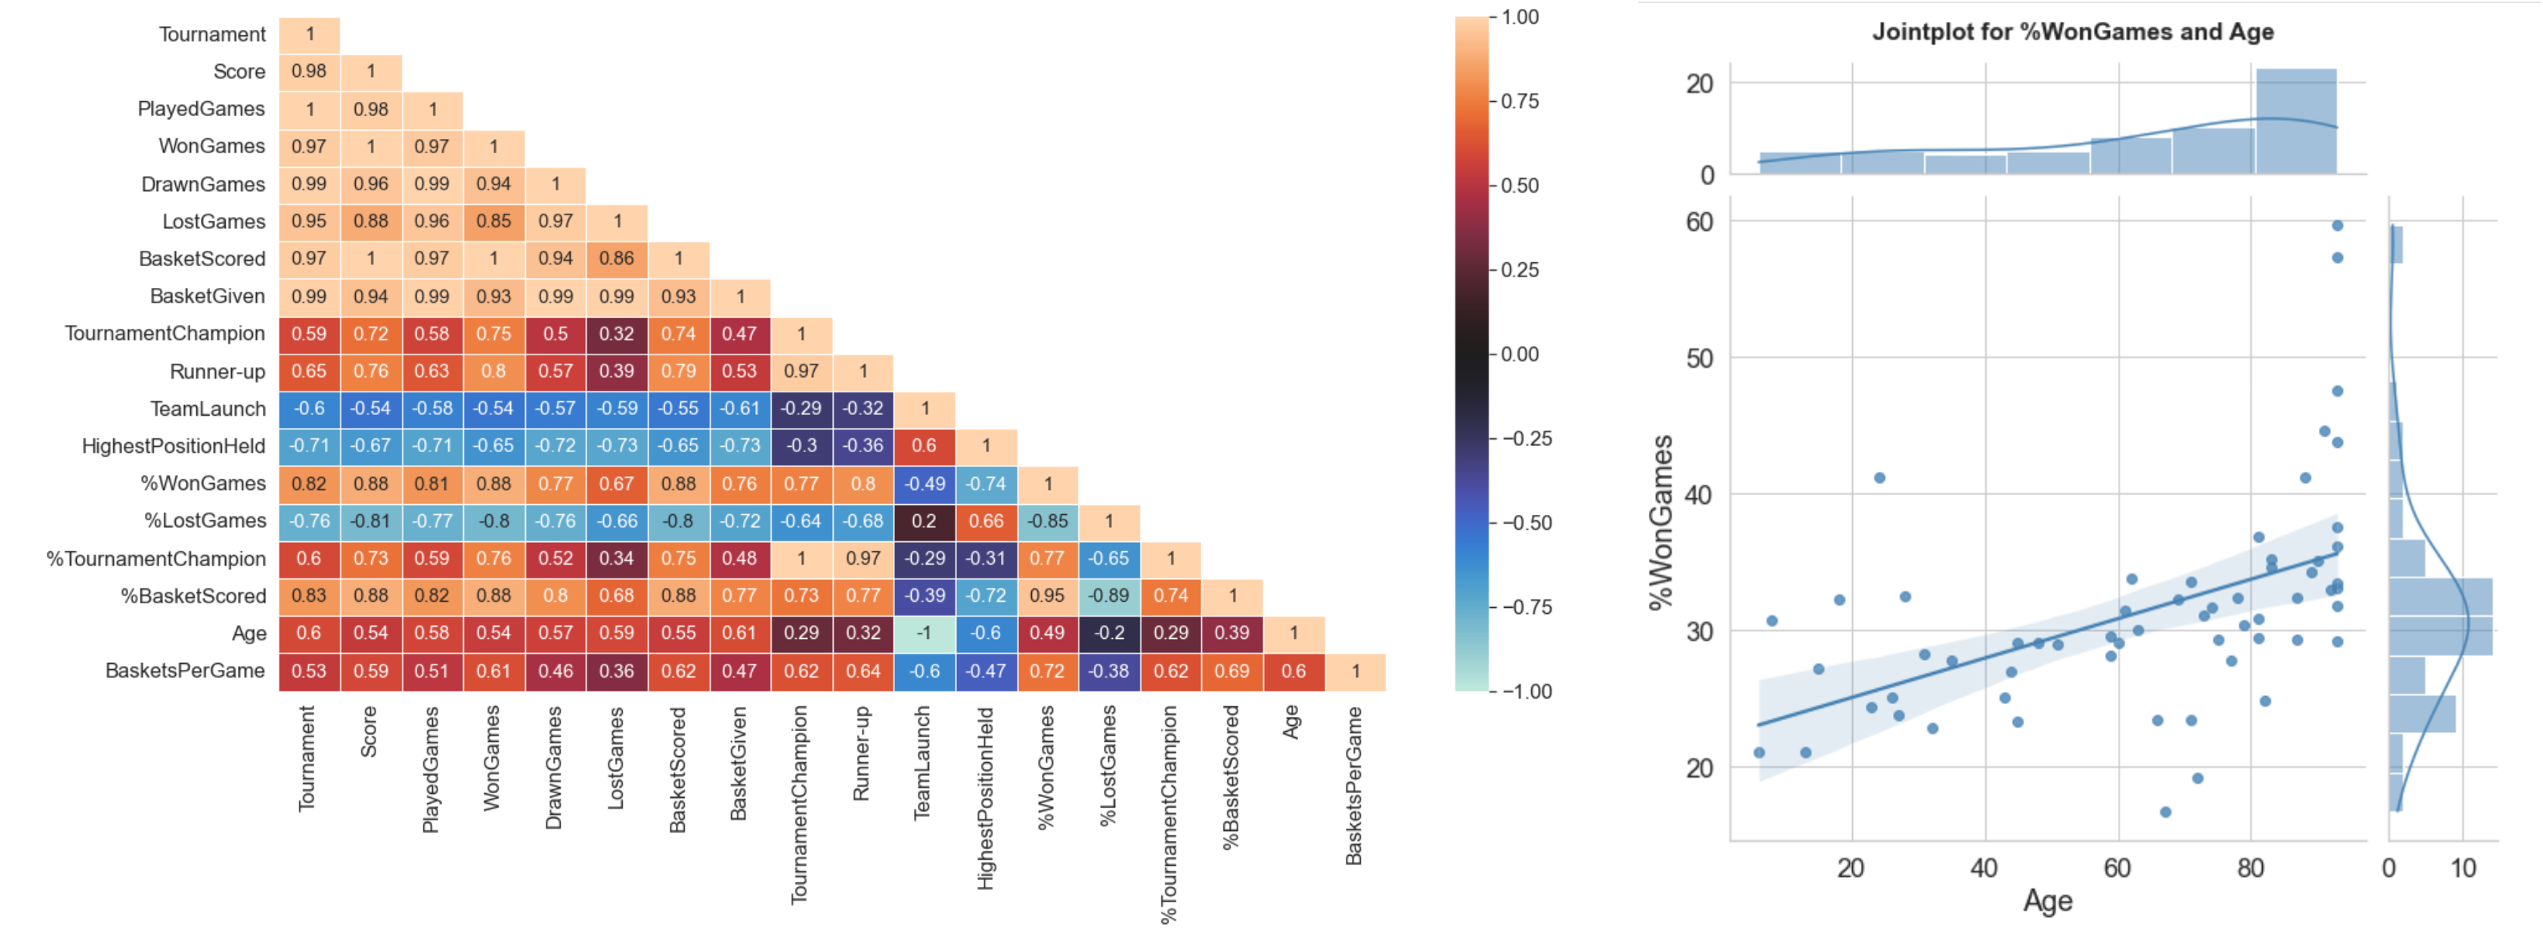 Tournament 1
Score 0.98 1
PlayedGames 1 0.98 1
WonGames 0.97 1 0.97 1
DrawnGames 0.99 0.96 0.99 0.94 1
LostGames 0.95 0.88 0.96 0.85 0.97 1
BasketScored 0.97 1 0.97 1 0.94 0.86 1
BasketGiven 0.99 0.94 0.99 0.93 0.99 0.99 0.93 1
TournamentChampion 0.59 0.72 0.58 0.75 0.5 0.32 0.74 0.47 1
Runner-up 0.65 0.76 0.63 0.8 0.57 0.39 0.79 0.53 0.97 1
TeamLaunch -0.6 -0.54 -0.58 -0.54 -0.57 -0.59 -0.55 -0.61 -0.29 -0.32 1
HighestPositionHeld -0.71 -0.67 -0.71 -0.65 -0.72 -0.73 -0.65 -0.73 -0.3 -0.36 0.6 1
%WonGames 0.82 0.88 0.81 0.88 0.77 0.67 0.88 0.76 0.77 0.8 -0.49 -0.74 1
%LostGames -0.76 -0.81 -0.77 -0.8 -0.76 -0.66 -0.8 -0.72 -0.64 -0.68 0.2 0.66 -0.85 1
%TournamentChampion 0.6 0.73 0.59 0.76 0.52 0.34 0.75 0.48 1 0.97 -0.29 -0.31 0.77 -0.65 1
%BasketScored 0.83 0.88 0.82 0.88 0.8 0.68 0.88 0.77 0.73 0.77 -0.39 -0.72 0.95 -0.89 0.74 1
Age 0.6 0.54 0.58 0.54 0.57 0.59 0.55 0.61 0.29 0.32 -1 -0.6 0.49 -0.2 0.29 0.39 1
BasketsPerGame 0.53 0.59 0.51 0.61 0.46 0.36 0.62 0.47 0.62 0.64 -0.6 -0.47 0.72 -0.38 0.62 0.69 0.6 1
Tournament
Score
PlayedGames
WonGames
DrawnGames
LostGames
BasketScored
BasketGiven
TournamentChampion
Runner-up
TeamLaunch
HighestPositionHeld
%WonGames
%LostGames
%TournamentChampion
%BasketScored
Age
BasketsPerGame
1.00
0.75
0.50
0.25
0.00
−0.25
−0.50
−0.75
−1.00
Jointplot for %WonGames and Age
20
0
60
50
40
30
20
%WonGames
20 40 60 80
Age
0 10